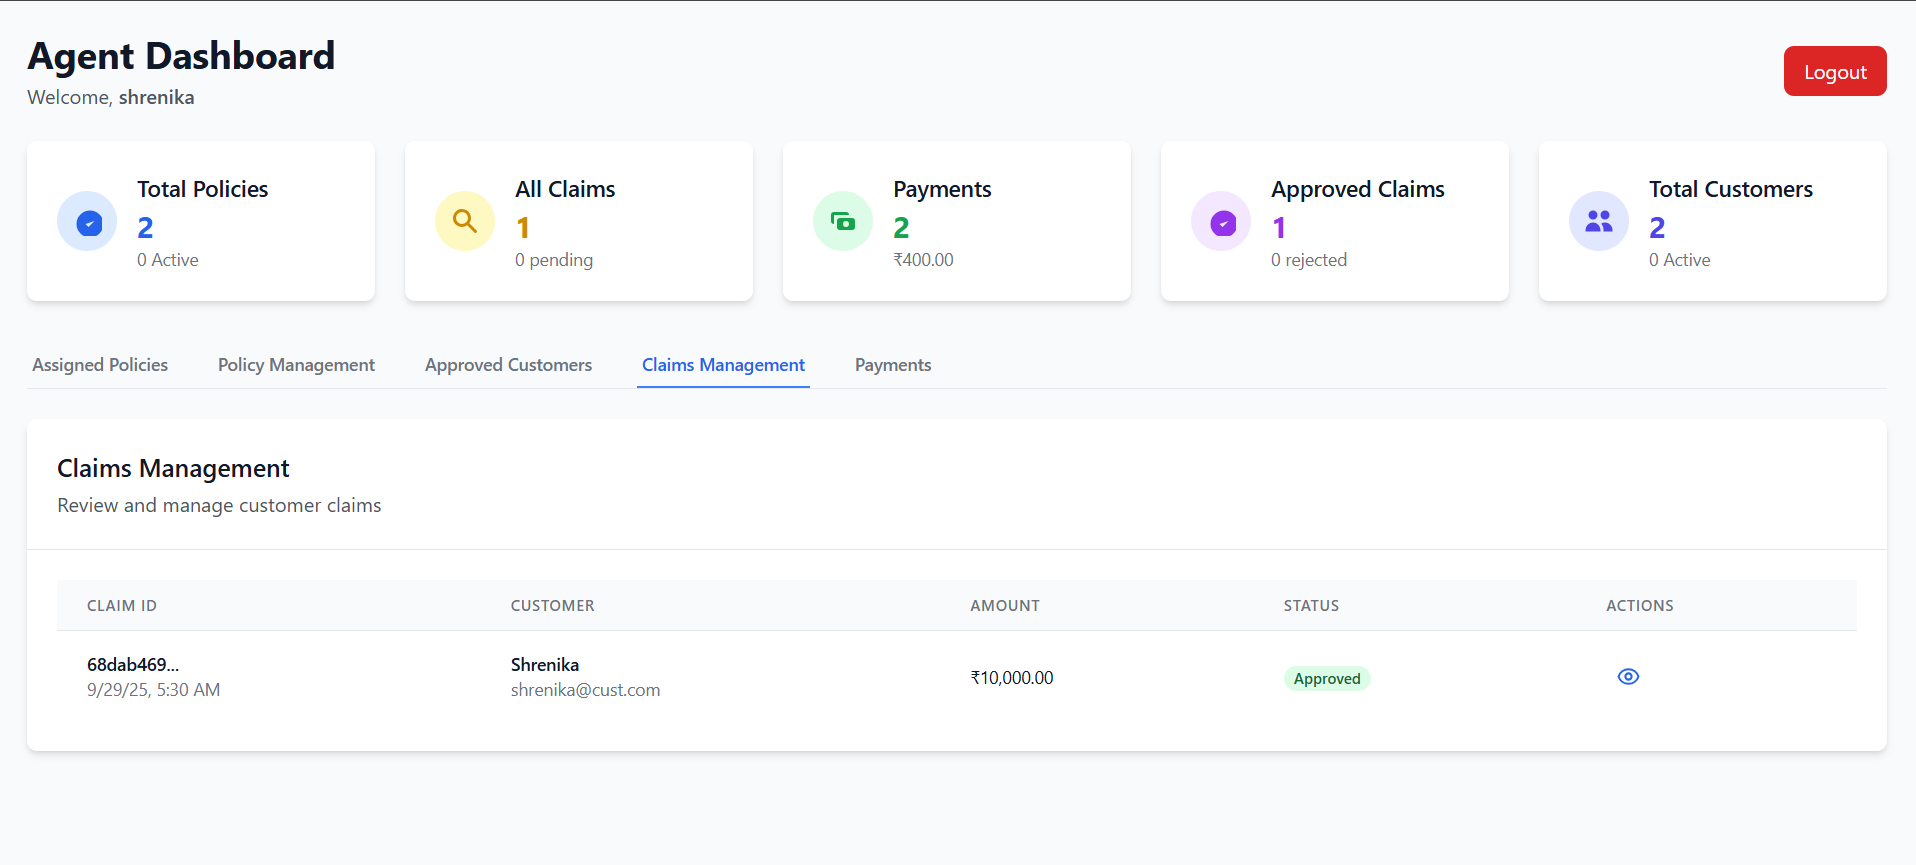 Agent Dashboard
Welcome, shrenika
Logout
Total Policies
2
0 Active
All Claims
1
0 pending
Payments
2
₹400.00
Approved Claims
1
0 rejected
Total Customers
2
0 Active
Assigned Policies
Policy Management
Approved Customers
Claims Management
Payments
Claims Management
Review and manage customer claims
CLAIM ID CUSTOMER AMOUNT STATUS ACTIONS
68dab469... Shrenika ₹10,000.00 Approved
9/29/25, 5:30 AM shrenika@cust.com